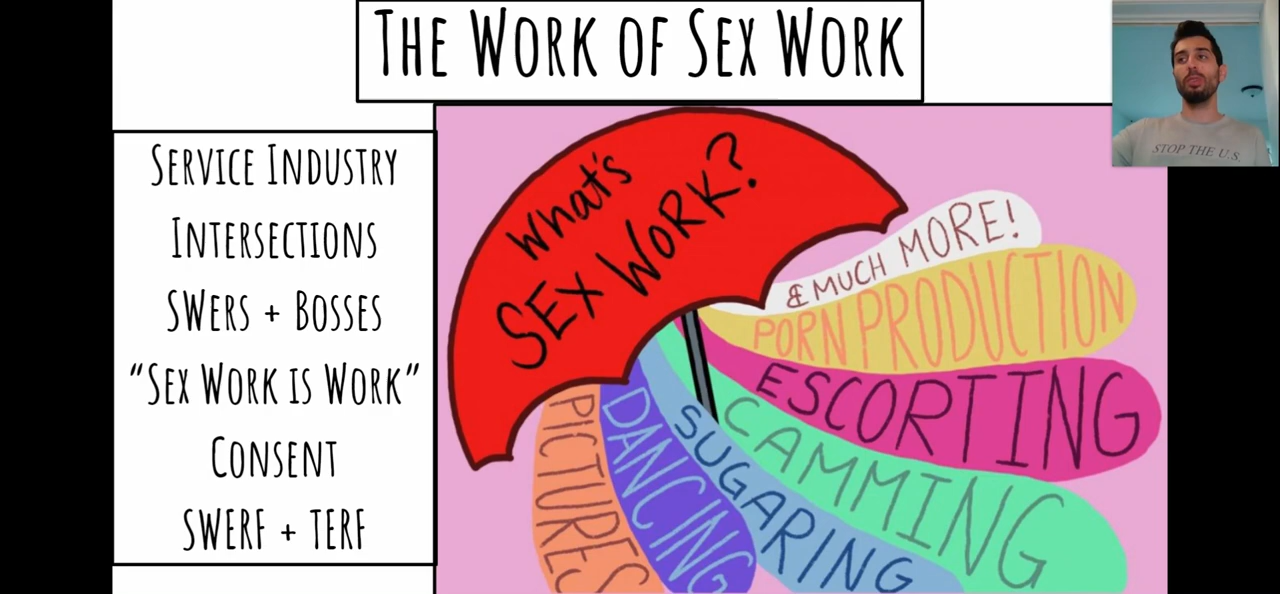 The Work of Sex Work
Service Industry
Intersections
SWers + Bosses
“Sex Work is Work”
Consent
SWERF + TERF
What's
SEX WORK?
& MUCH MORE!
PORN PRODUCTION
ESCORTING
CAMMING
SUGARING
DANCING
PICTURES
STOP THE U.S.